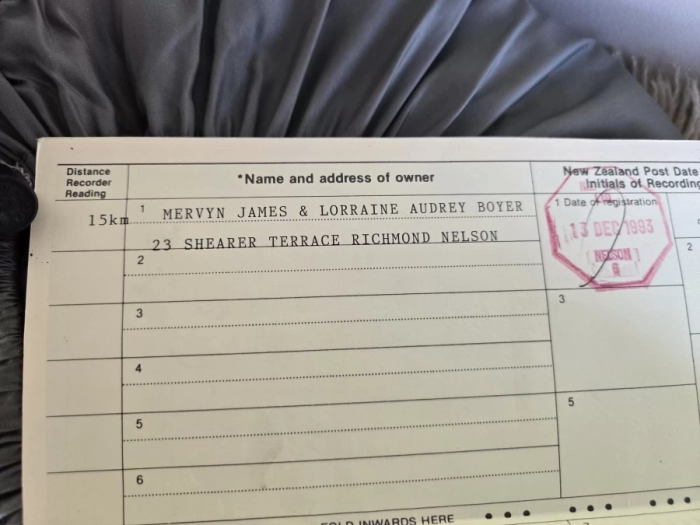 Distance Recorder Reading
*Name and address of owner
New Zealand Post Date
Initials of Recording
15km
1 MERVYN JAMES & LORRAINE AUDREY BOYER
23 SHEARER TERRACE RICHMOND NELSON
1 Date of registration
13 DEC 1993
NELSON
2
2
3
3
4
5
5
6
FOLD INWARDS HERE